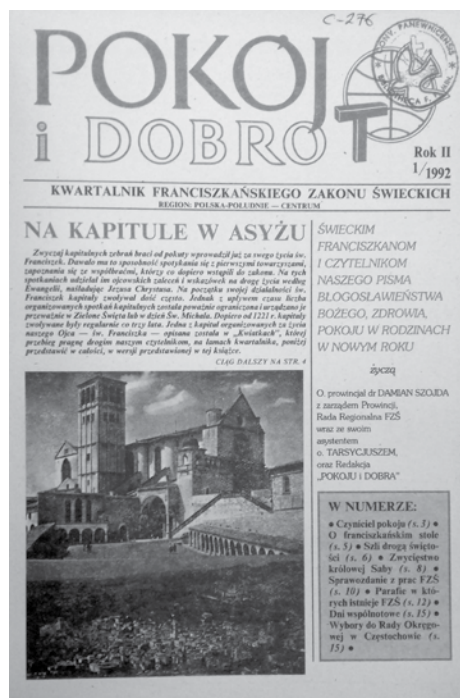 C-276
POKÓJ
i DOBRO
Rok II
1/1992
KWARTALNIK FRANCISZKAŃSKIEGO ZAKONU ŚWIECKICH
REGION: POLSKA-POŁUDNIE — CENTRUM
NA KAPITULE W ASYŻU
Zwyczaj kapitulnych zebrań braci od pokuty wprowadził już za swego życia św.
Franciszek. Dawało mu to sposobność spotykania się z pierwszymi towarzyszami,
zapoznania się ze współbraćmi, którzy co dopiero wstąpili do zakonu. Na tych
spotkaniach udzielał im ojcowskich zaleceń i wskazówek na drogę życia według
Ewangelii, naśladując Jezusa Chrystusa. Na początku swojej działalności św.
Franciszek kapituły zwoływał dość często. Jednak z upływem czasu liczba
organizowanych spotkań kapitulnych została poważnie ograniczona i urządzano je
przeważnie w Zielone Święta lub w dzień Św. Michała. Dopiero od 1221 r. kapituły
zwoływane były regularnie co trzy lata. Jedna z kapituł organizowanych za życia
naszego Ojca — św. Franciszka — opisana została w „Kwiatkach", której
przebieg pragnę drogim naszym czytelnikom, na łamach kwartalnika, poniżej
przedstawić w całości, w wersji przedstawionej w tej książce.
CIĄG DALSZY NA STR. 4
ŚWIECKIM
FRANCISZKANOM
I CZYTELNIKOM
NASZEGO PISMA
BŁOGOSŁAWIEŃSTWA
BOŻEGO, ZDROWIA,
POKOJU W RODZINACH
W NOWYM ROKU
życzą
O. prowincjał dr DAMIAN SZOJDA
z zarządem Prowincji,
Rada Regionalna FZŚ
wraz ze swoim
asystentem
o. TARSYCJUSZEM,
oraz Redakcja
„POKOJU i DOBRA"
W NUMERZE:
● Czyniciel pokoju (s. 3) ●
O franciszkańskim stole
(s. 5) ● Szli drogą święto-
ści (s. 6) ● Zwycięstwo
królowej Saby (s. 8) ●
Sprawozdanie z prac FZŚ
(s. 10) ● Parafie w któ-
rych istnieje FZŚ (s. 12) ●
Dni wspólnotowe (s. 15) ●
Wybory do Rady Okręgo-
wej w Częstochowie (s.
15) ●